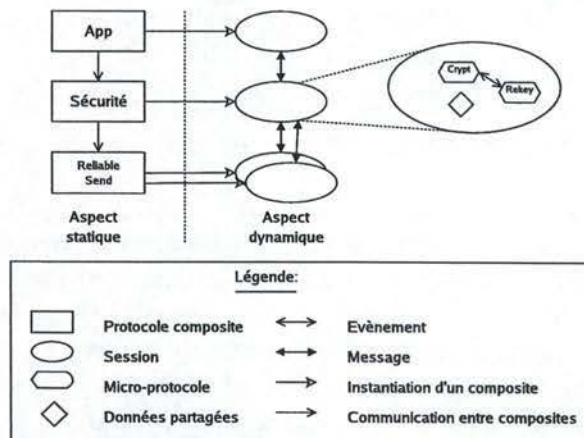 App
Sécurité
Reliable
Send
Crypt
Rekey
Aspect
statique
Aspect
dynamique
Légende:
Protocole composite
Evènement
Session
Message
Micro-protocole
Instantiation d'un composite
Données partagées
Communication entre composites